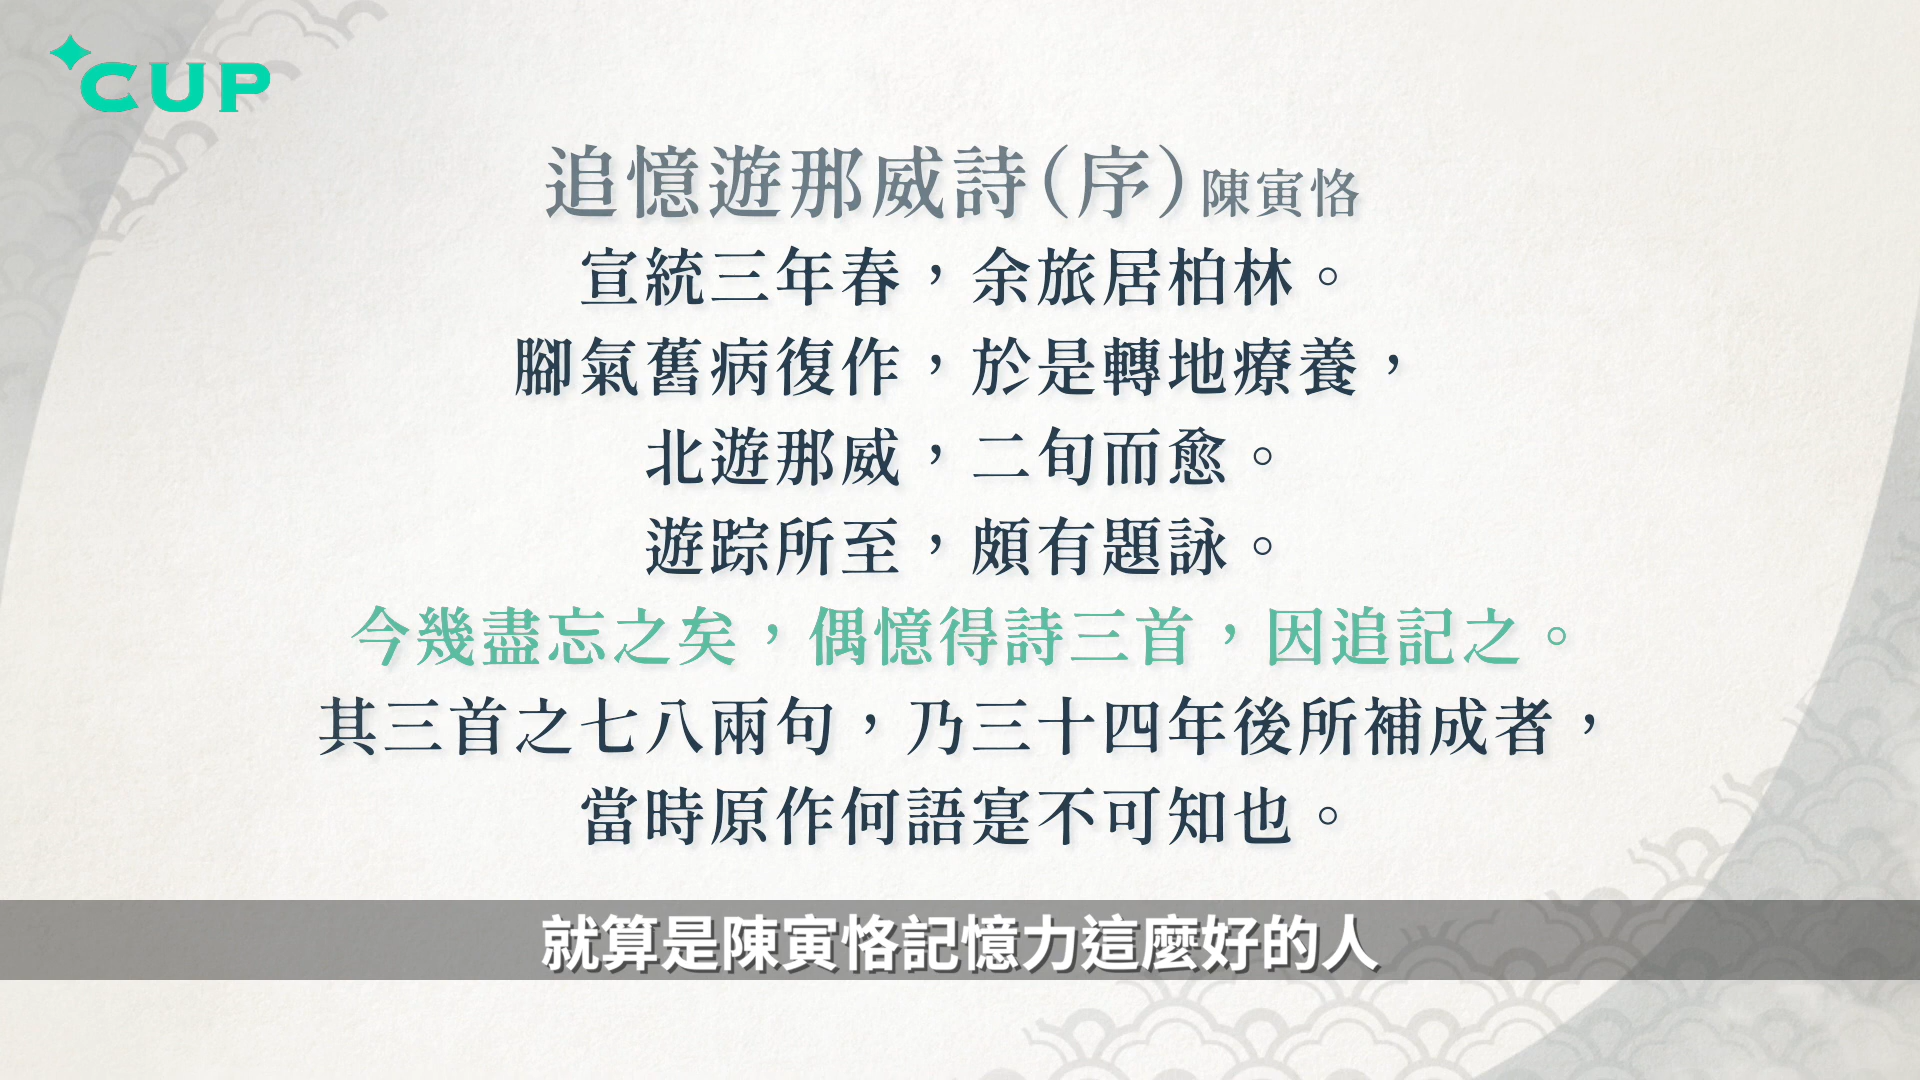 CUP
追憶遊那威詩(序)陳寅恪
宣統三年春，余旅居柏林。
腳氣舊病復作，於是轉地療養，
北遊那威，二旬而愈。
遊踪所至，頗有題詠。
今幾盡忘之矣，偶憶得詩三首，因追記之。
其三首之七八兩句，乃三十四年後所補成者，
當時原作何語寔不可知也。
就算是陳寅恪記憶力這麼好的人